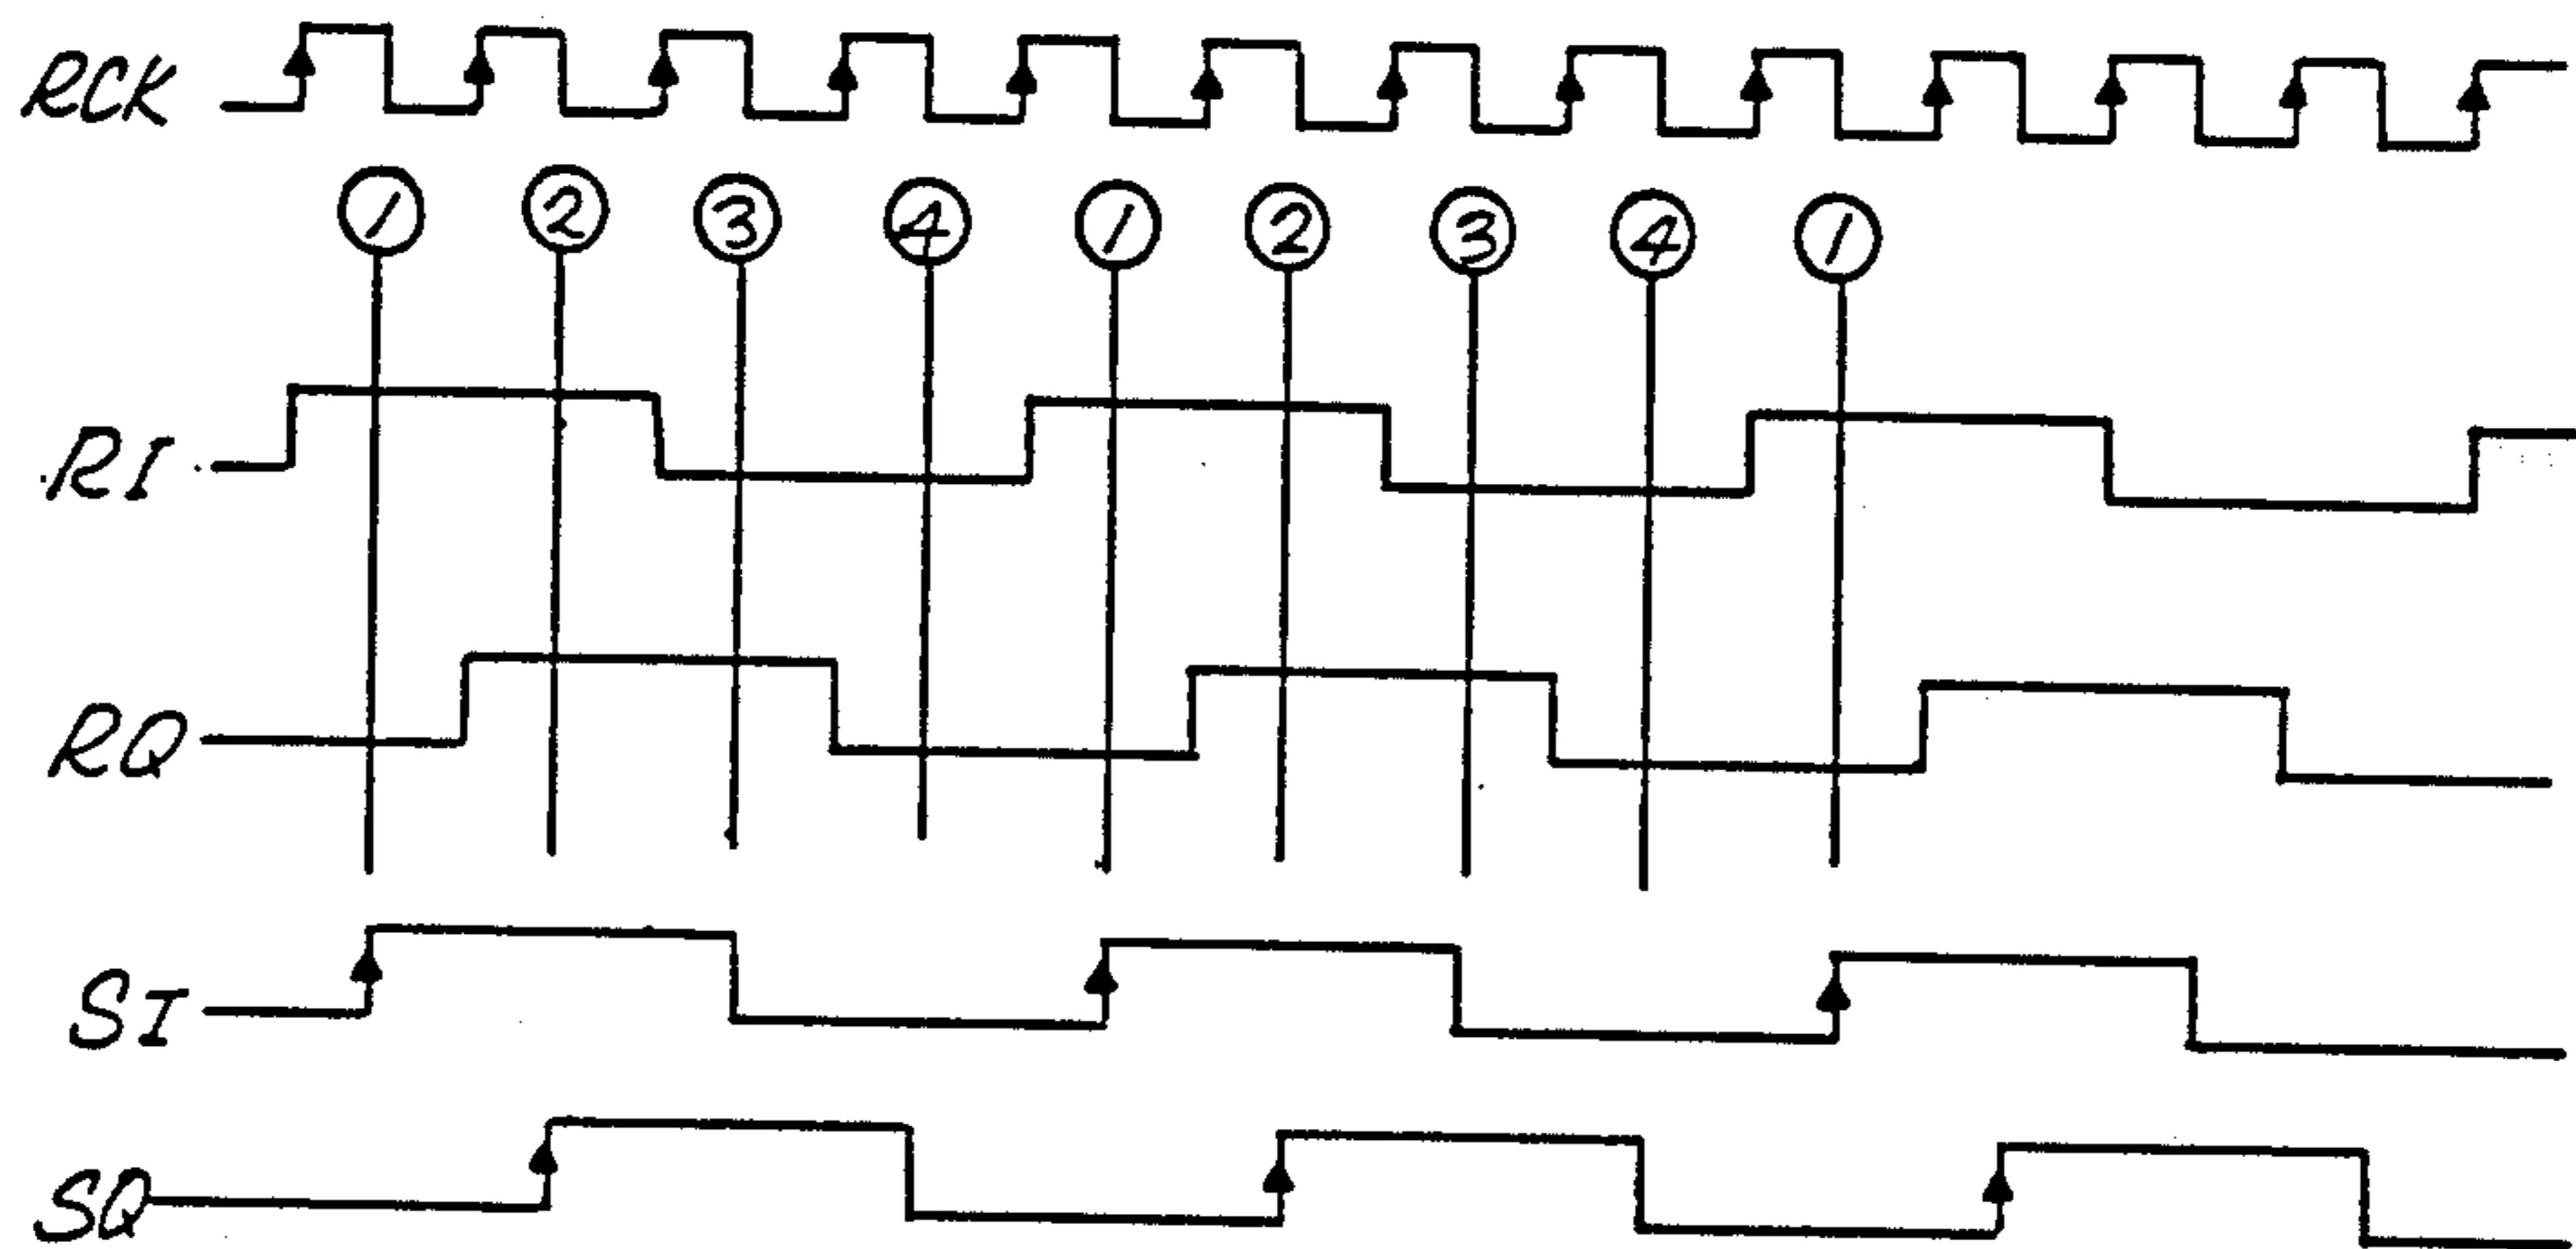 RCK
① ② ③ ④ ① ② ③ ④ ①
RI
RQ
SI
SQ